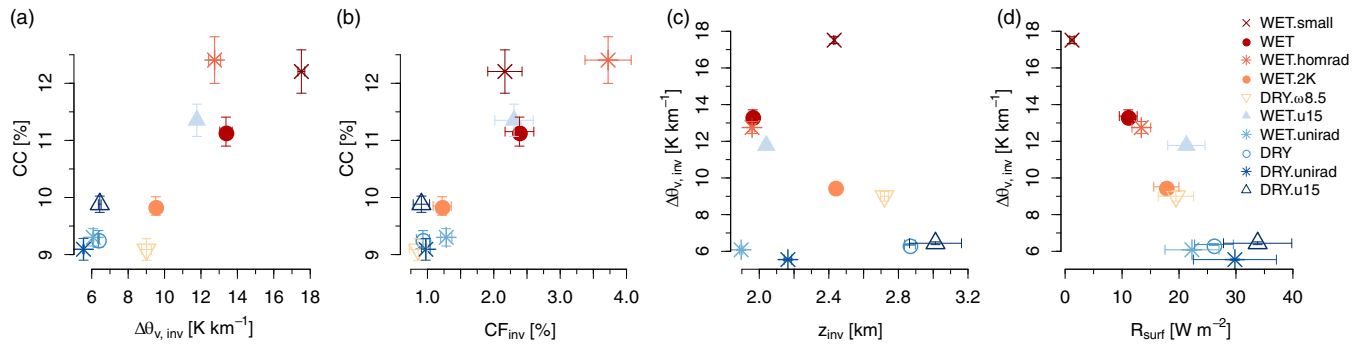 (a)
CC [%]
12
11
10
9
6 8 10 12 14 16 18
Δθv, inv [K km−1]
(b)
CC [%]
12
11
10
9
1.0 2.0 3.0 4.0
CFinv [%]
(c)
Δθv, inv [K km−1]
18
16
14
12
10
8
6
2.0 2.4 2.8 3.2
zinv [km]
(d)
Δθv, inv [K km−1]
18
16
14
12
10
8
6
0 10 20 30 40
Rsurf [W m−2]
WET.small
WET
WET.homrad
WET.2K
DRY.ω8.5
WET.u15
WET.unirad
DRY
DRY.unirad
DRY.u15